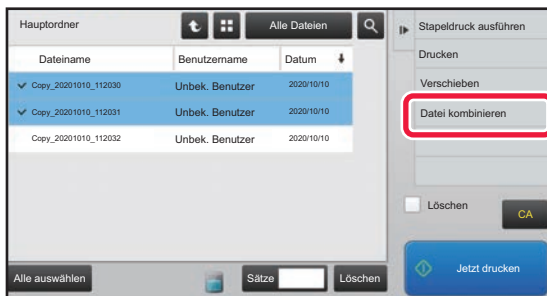 Hauptordner
Alle Dateien
Dateiname Benutzername Datum
Copy_20201010_112030 Unbek. Benutzer 2020/10/10
Copy_20201010_112031 Unbek. Benutzer 2020/10/10
Copy_20201010_112032 Unbek. Benutzer 2020/10/10
Alle auswählen
Sätze
Löschen
Stapeldruck ausführen
Drucken
Verschieben
Datei kombinieren
Löschen
CA
Jetzt drucken